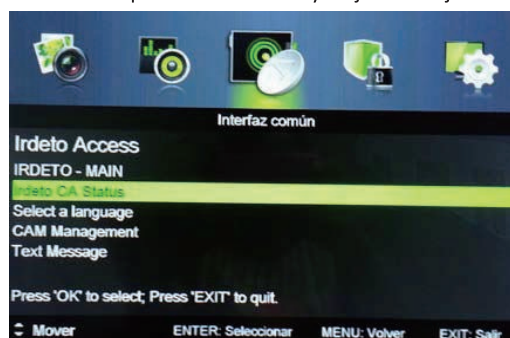 Interfaz común
Irdeto Access
IRDETO - MAIN
Irdeto CA Status
Select a language
CAM Management
Text Message
Press 'OK' to select; Press 'EXIT' to quit.
Mover ENTER: Seleccionar MENU: Volver EXIT: Salir